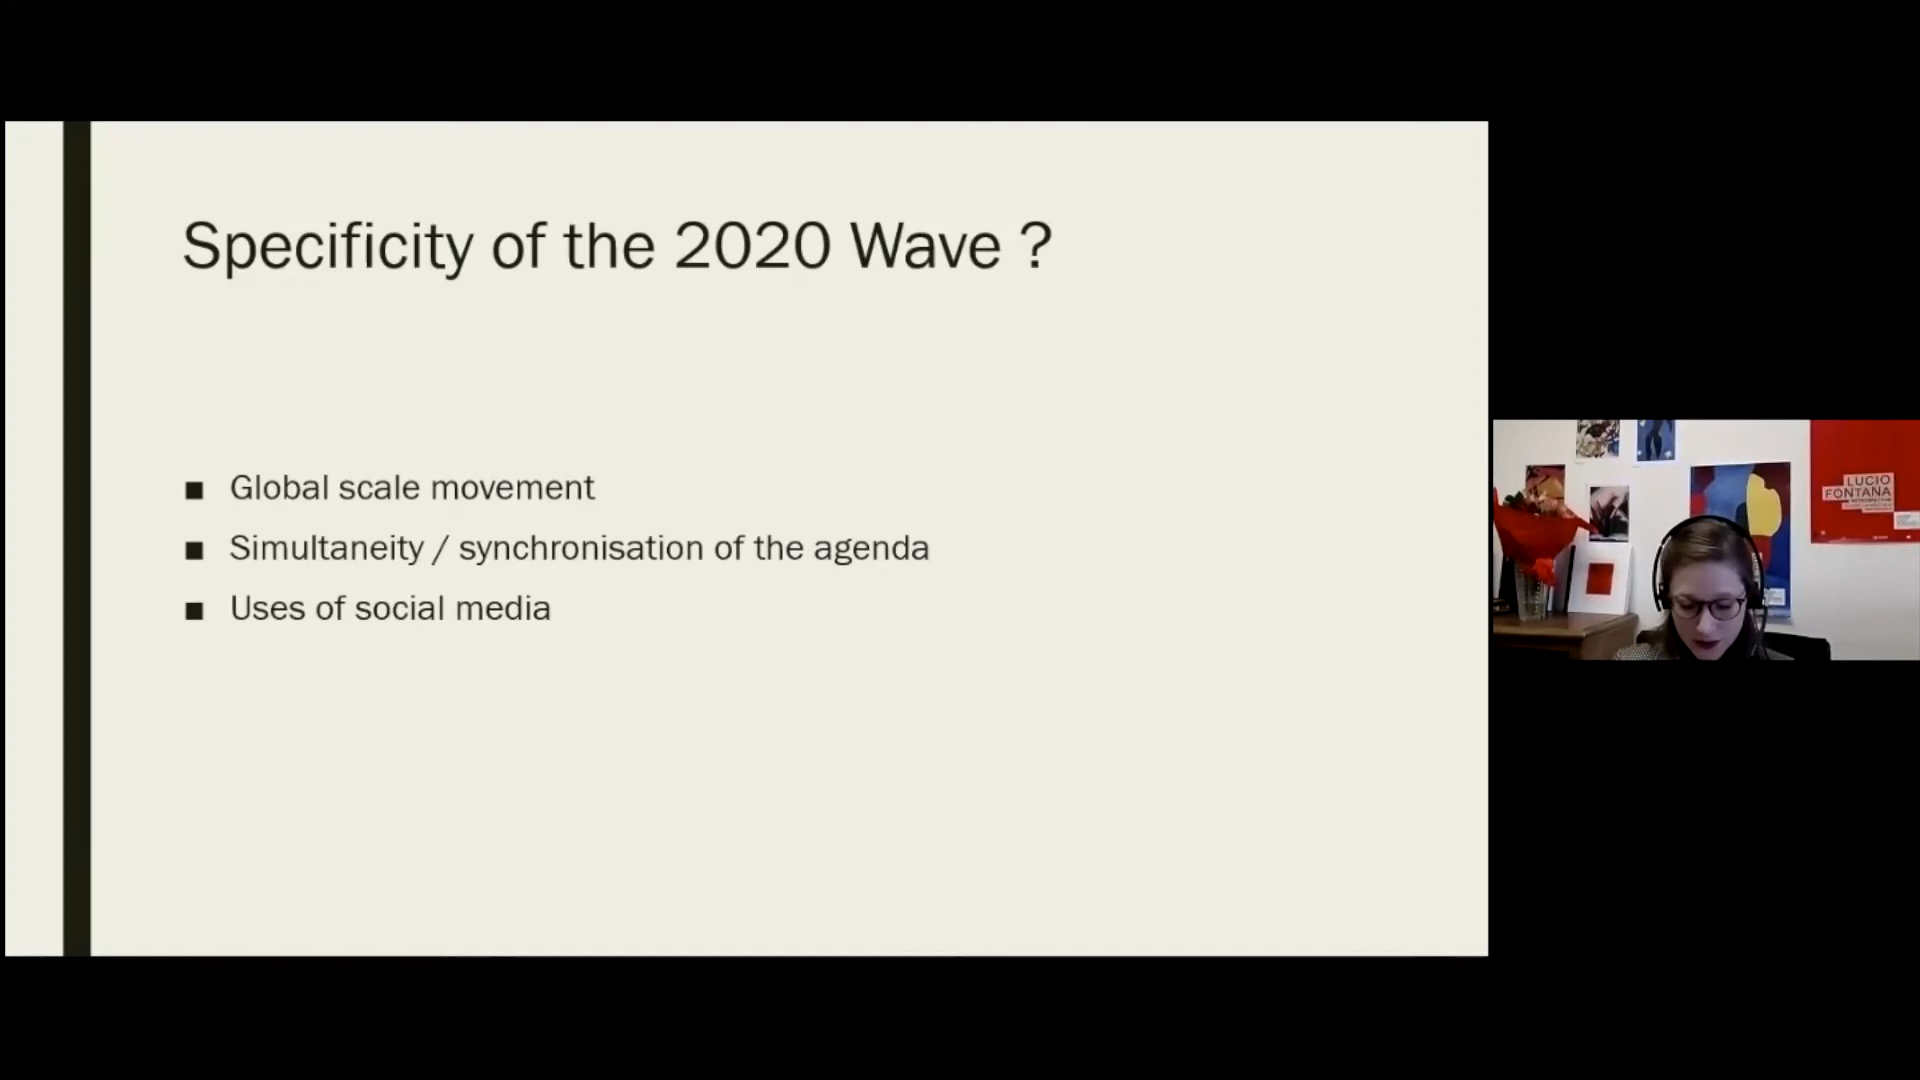 Specificity of the 2020 Wave ?
■ Global scale movement
■ Simultaneity / synchronisation of the agenda
■ Uses of social media
LUCIO
FONTANA